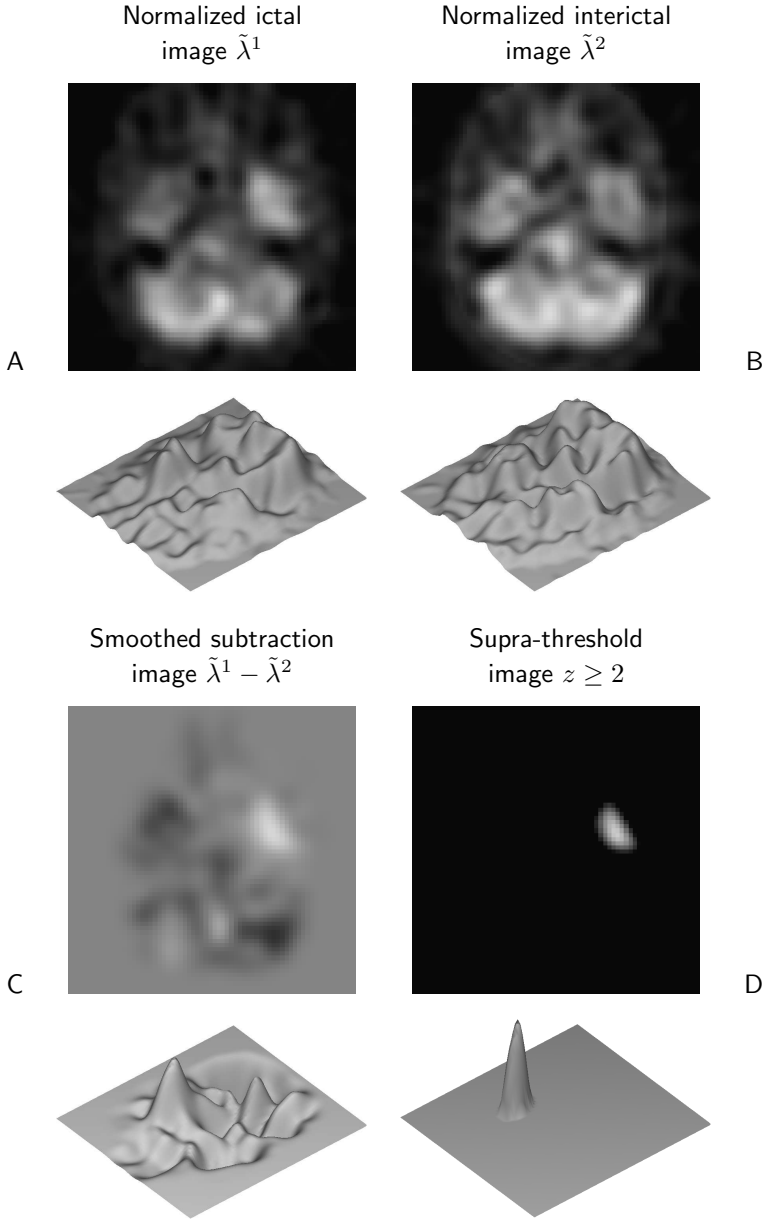 Normalized ictal
image λ̃¹
Normalized interictal
image λ̃²
A
B
Smoothed subtraction
image λ̃¹ − λ̃²
Supra-threshold
image z ≥ 2
C
D